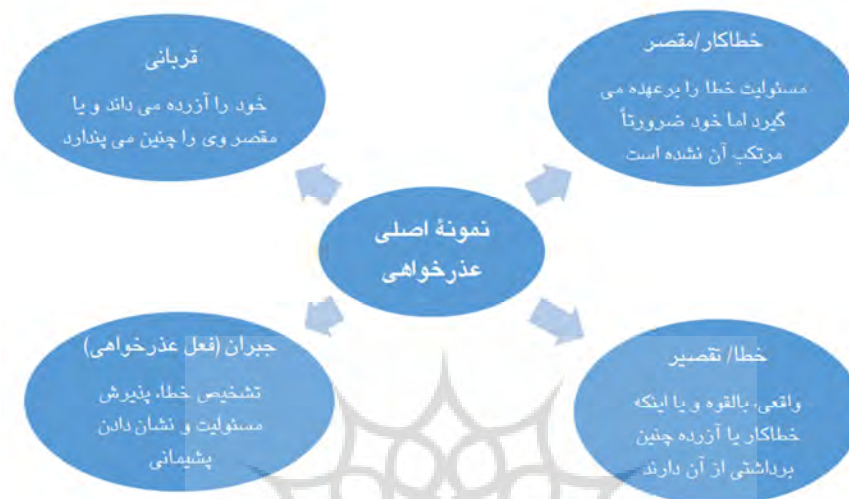 خطاکار/مقصر
مسئولیت خطا را برعهده می
گیرد اما خود ضرورتاً
مرتکب آن نشده است
قربانی
خود را آزرده می داند و یا
مقصر وی را چنین می پندارد
نمونۀ اصلی
عذرخواهی
خطا/ تقصیر
واقعی، بالقوه و یا اینکه
خطاکار یا آزرده چنین
برداشتی از آن دارند
جبران (فعل عذرخواهی)
تشخیص خطا، پذیرش
مسئولیت و نشان دادن
پشیمانی